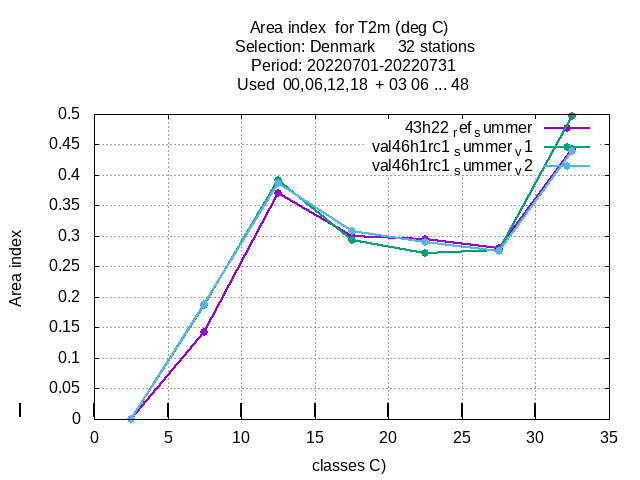 Area index  for T2m (deg C)
Selection: Denmark     32 stations
Period: 20220701-20220731
Used  00,06,12,18  + 03 06 ... 48
43h22 ref summer
val46h1rc1 summer v1
val46h1rc1 summer v2
0.5
0.45
0.4
0.35
0.3
0.25
0.2
0.15
0.1
0.05
0
Area index
0 5 10 15 20 25 30 35
classes C)